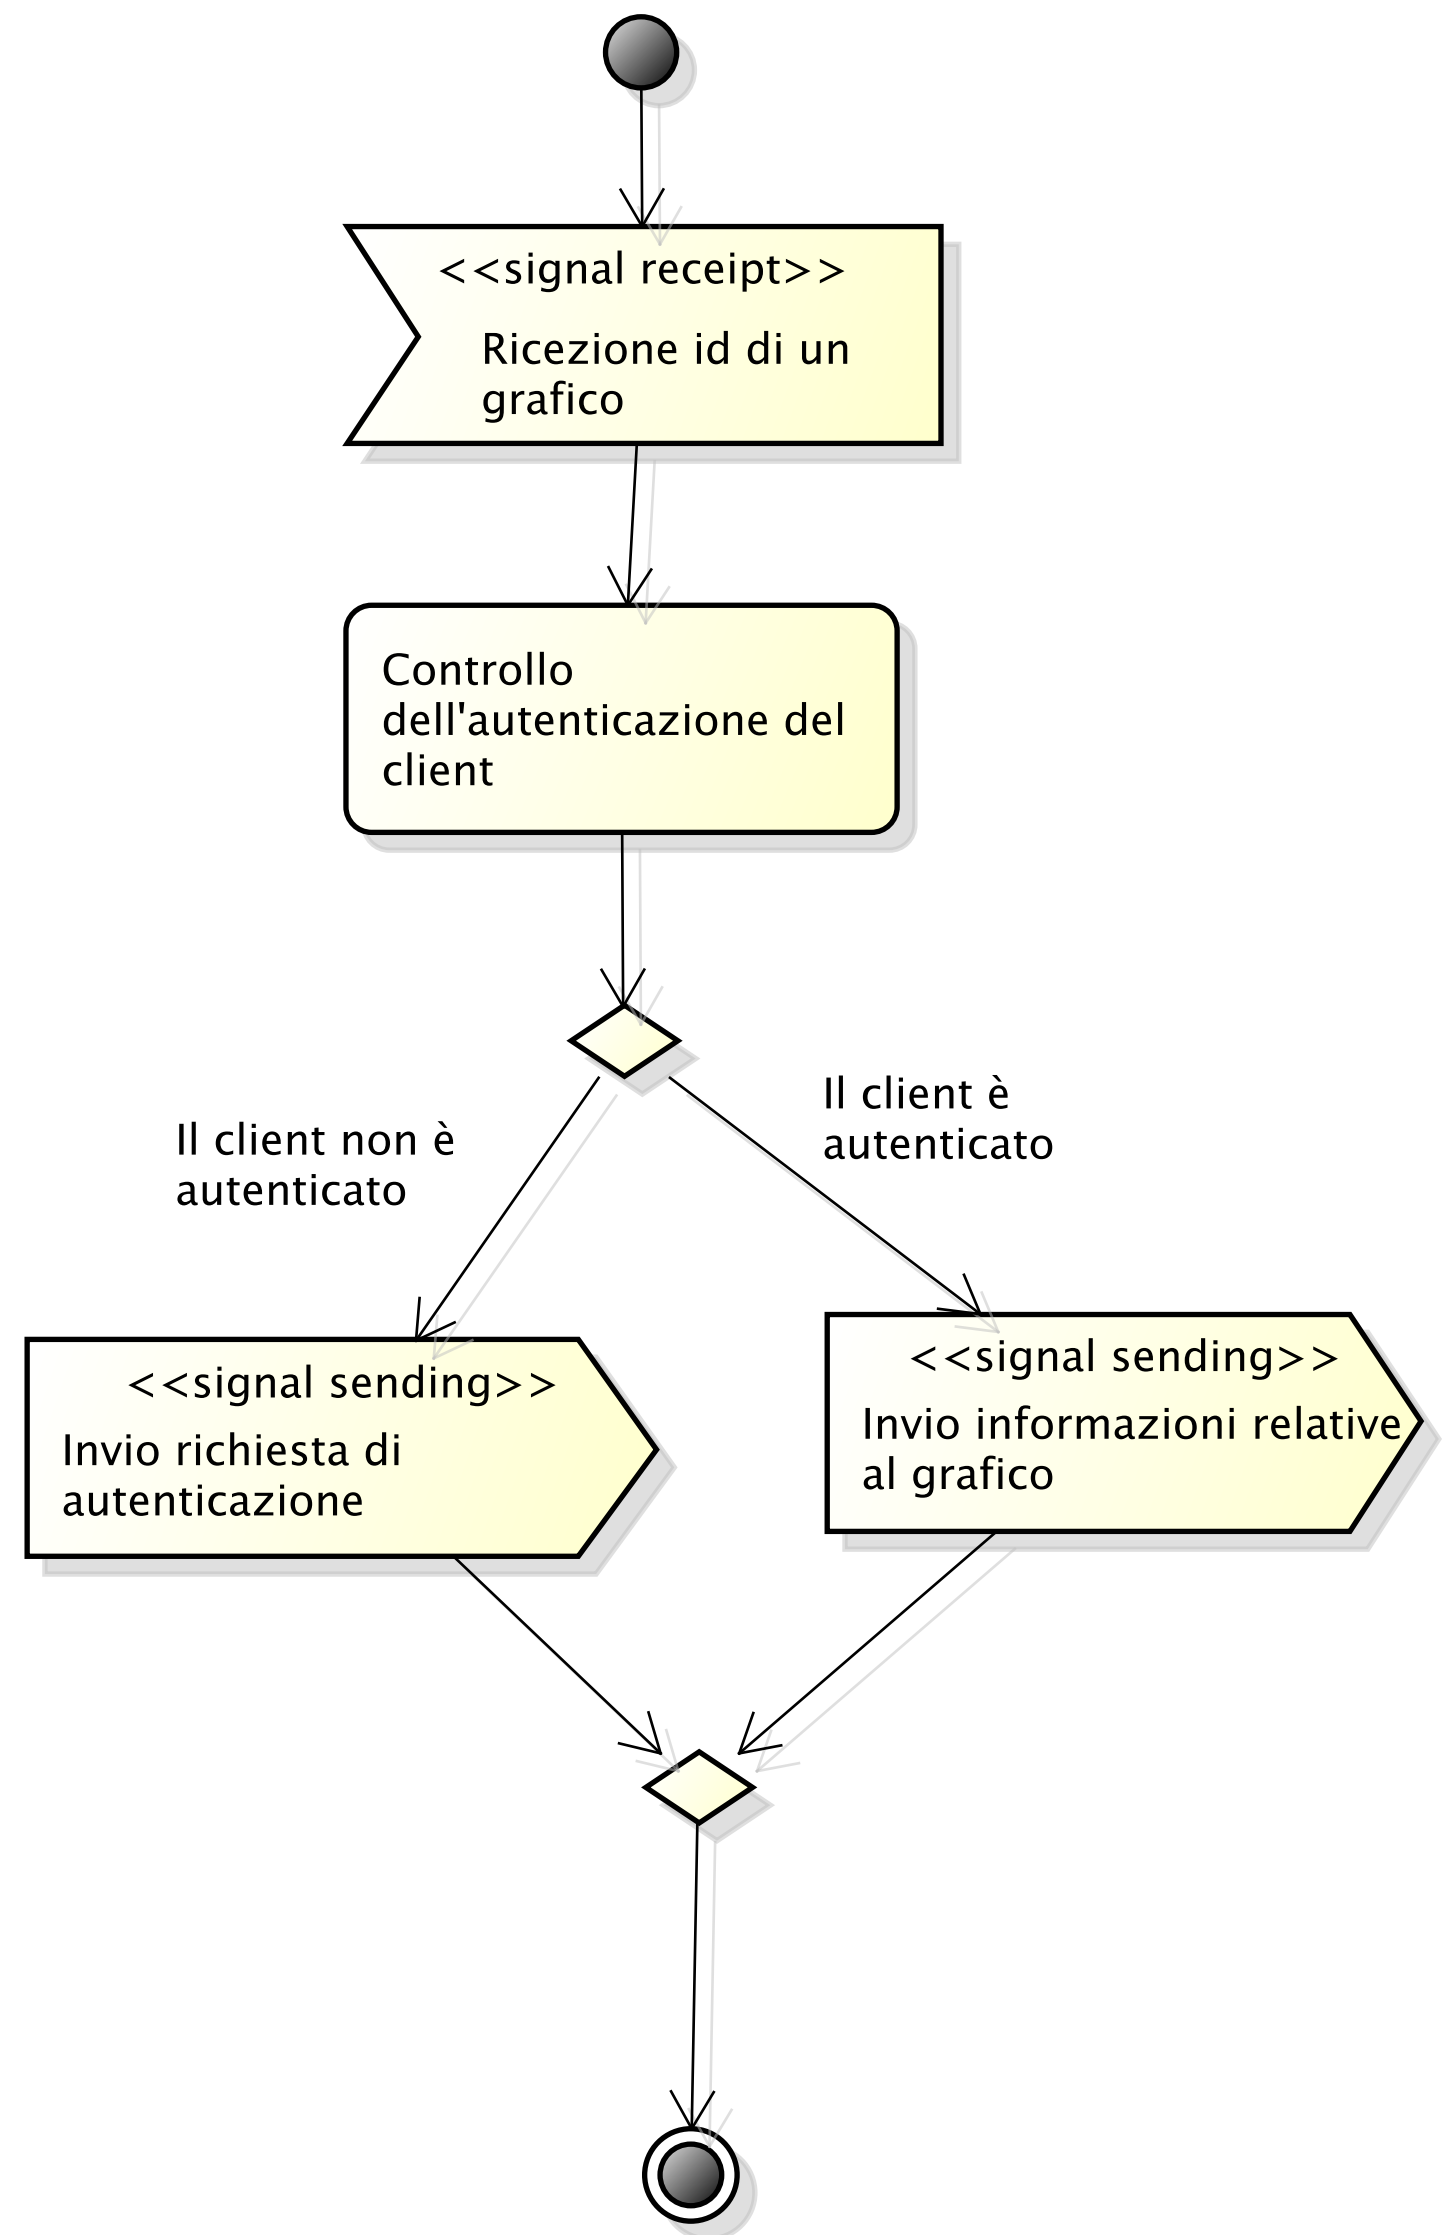 <<signal receipt>>
Ricezione id di un
grafico
Controllo
dell'autenticazione del
client
Il client non è
autenticato
Il client è
autenticato
<<signal sending>>
Invio richiesta di
autenticazione
<<signal sending>>
Invio informazioni relative
al grafico